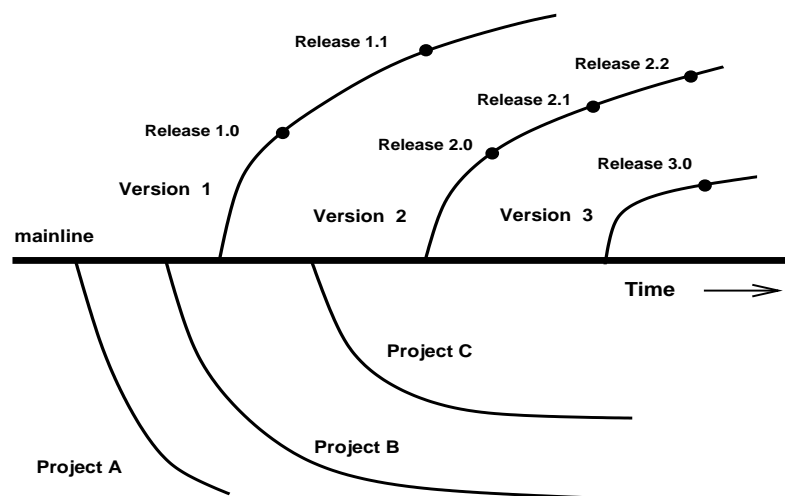 Release 1.1
Release 2.2
Release 2.1
Release 1.0
Release 2.0
Release 3.0
Version 1
Version 2
Version 3
mainline
Time
Project C
Project B
Project A